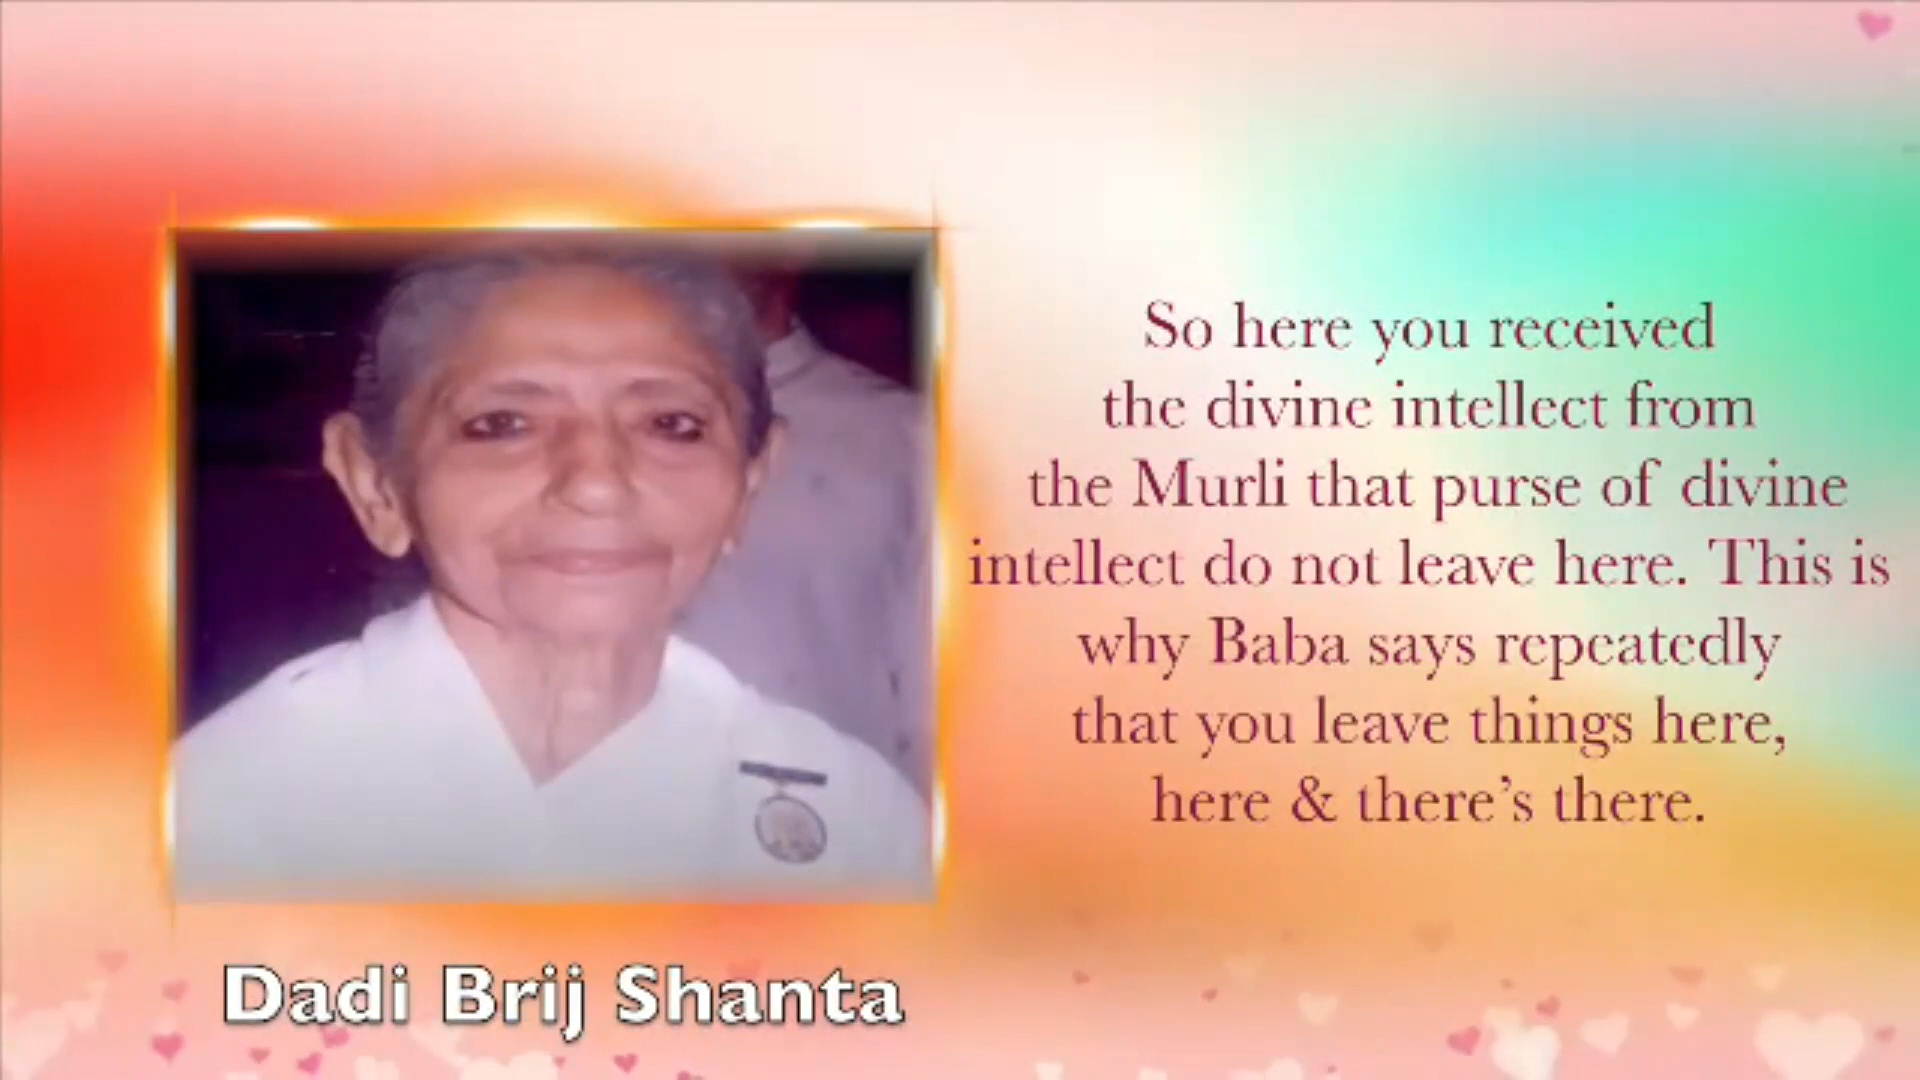 So here you received
the divine intellect from
the Murli that purse of divine
intellect do not leave here. This is
why Baba says repeatedly
that you leave things here,
here & there's there.
Dadi Brij Shanta